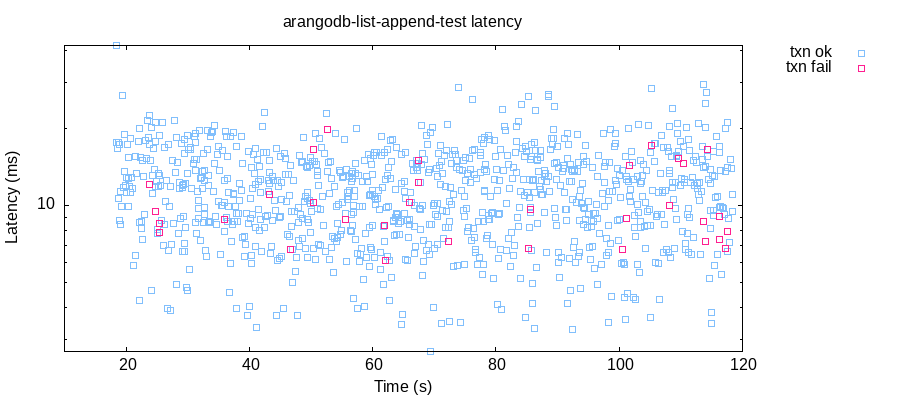 arangodb-list-append-test latency
txn ok
txn fail
Latency (ms)
10
20 40 60 80 100 120
Time (s)